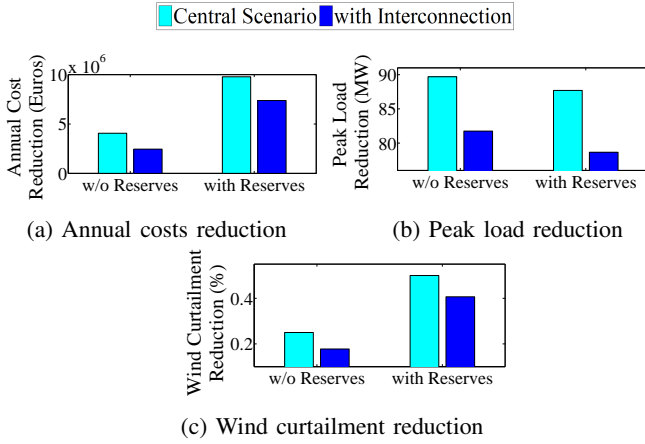 Central Scenario with Interconnection
x 10^6
10
5
0
Annual Cost
Reduction (Euros)
w/o Reserves with Reserves
(a) Annual costs reduction
90
85
80
Peak Load
Reduction (MW)
w/o Reserves with Reserves
(b) Peak load reduction
0.4
0.2
Wind Curtailment
Reduction (%)
w/o Reserves with Reserves
(c) Wind curtailment reduction